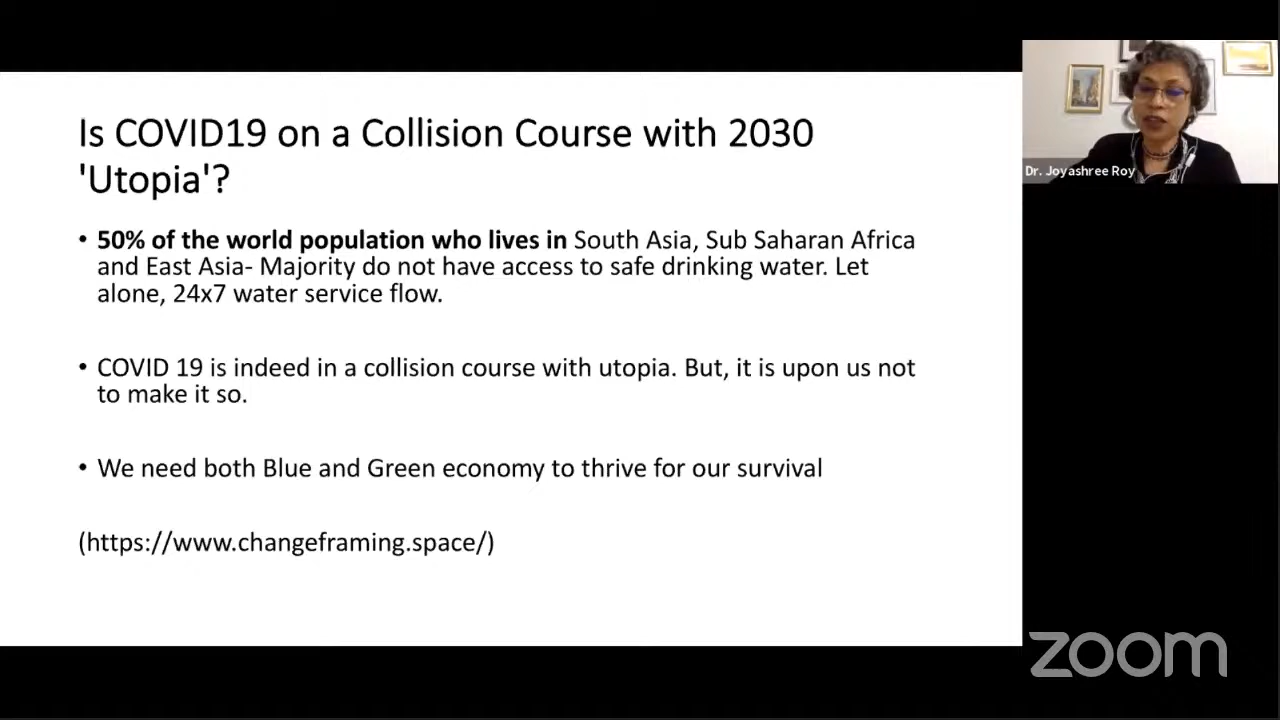 Is COVID19 on a Collision Course with 2030
'Utopia'?
• 50% of the world population who lives in South Asia, Sub Saharan Africa
and East Asia- Majority do not have access to safe drinking water. Let
alone, 24x7 water service flow.
• COVID 19 is indeed in a collision course with utopia. But, it is upon us not
to make it so.
• We need both Blue and Green economy to thrive for our survival
(https://www.changeframing.space/)
Dr. Joyashree Roy
zoom